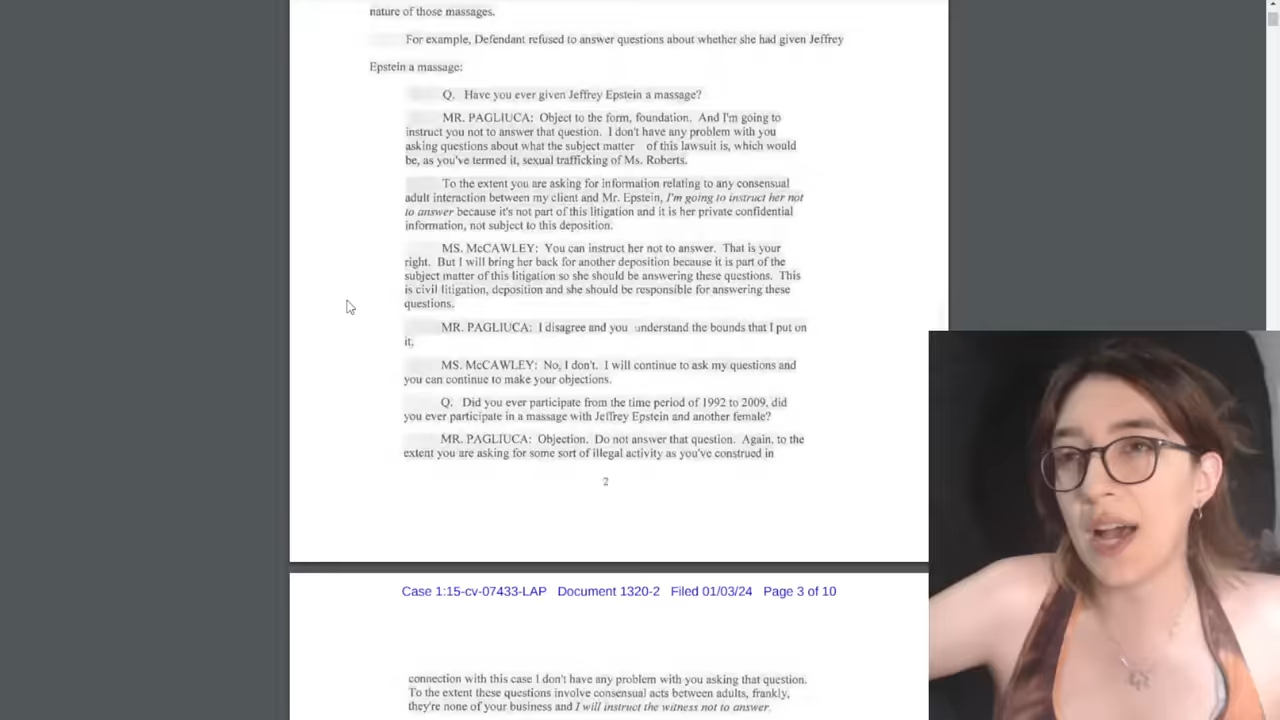 nature of those massages.
For example, Defendant refused to answer questions about whether she had given Jeffrey
Epstein a massage:
Q. Have you ever given Jeffrey Epstein a massage?
MR. PAGLIUCA: Object to the form, foundation. And I'm going to
instruct you not to answer that question. I don't have any problem with you
asking questions about what the subject matter of this lawsuit is, which would
be, as you've termed it, sexual trafficking of Ms. Roberts.
To the extent you are asking for information relating to any consensual
adult interaction between my client and Mr. Epstein, I'm going to instruct her not
to answer because it's not part of this litigation and it is her private confidential
information, not subject to this deposition.
MS. McCAWLEY: You can instruct her not to answer. That is your
right. But I will bring her back for another deposition because it is part of the
subject matter of this litigation so she should be answering these questions. This
is civil litigation, deposition and she should be responsible for answering these
questions.
MR. PAGLIUCA: I disagree and you understand the bounds that I put on
it.
MS. McCAWLEY: No, I don't. I will continue to ask my questions and
you can continue to make your objections.
Q. Did you ever participate from the time period of 1992 to 2009, did
you ever participate in a massage with Jeffrey Epstein and another female?
MR. PAGLIUCA: Objection. Do not answer that question. Again, to the
extent you are asking for some sort of illegal activity as you've construed in
2
Case 1:15-cv-07433-LAP Document 1320-2 Filed 01/03/24 Page 3 of 10
connection with this case I don't have any problem with you asking that question.
To the extent these questions involve consensual acts between adults, frankly,
they're none of your business and I will instruct the witness not to answer.